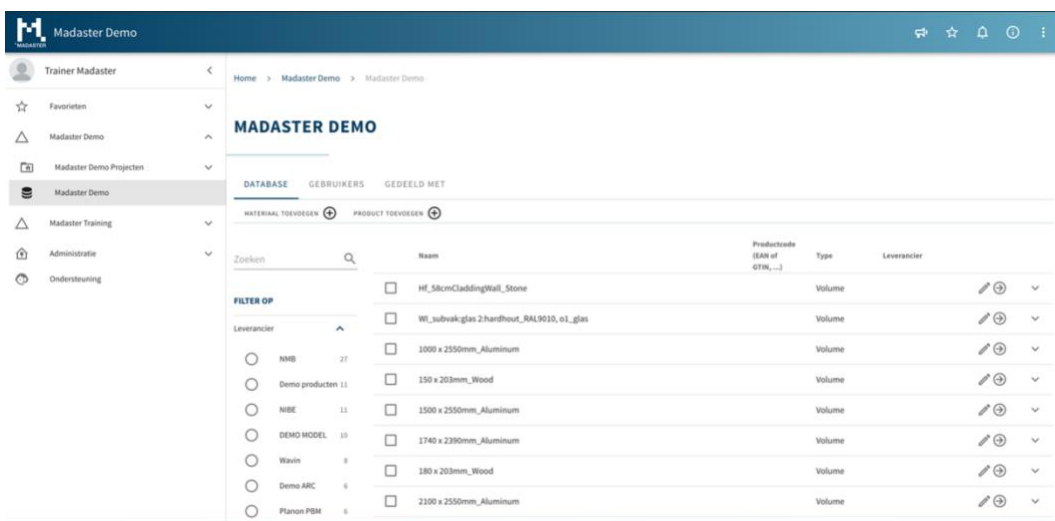 M.
MADASTER
Madaster Demo
Trainer Madaster
Favorieten
Madaster Demo
Madaster Demo Projecten
Madaster Demo
Madaster Training
Administratie
Ondersteuning
Home > Madaster Demo > Madaster Demo
MADASTER DEMO
DATABASE GEBRUIKERS GEDEELD MET
MATERIAAL TOEVOEGEN PRODUCT TOEVOEGEN
Zoeken
FILTER OP
Leverancier
NMB 27
Demo producten 11
NIBE 11
DEMO MODEL 10
Wavin 8
Demo ARC 6
Planon PBM 6
Naam Productcode (EAN of GTIN, ...) Type Leverancier
Hf_58cmCladdingWall_Stone Volume
WI_subvak:glas 2:hardhout_RAL9010, o1_glas Volume
1000 x 2550mm_Aluminum Volume
150 x 203mm_Wood Volume
1500 x 2550mm_Aluminum Volume
1740 x 2390mm_Aluminum Volume
180 x 203mm_Wood Volume
2100 x 2550mm_Aluminum Volume